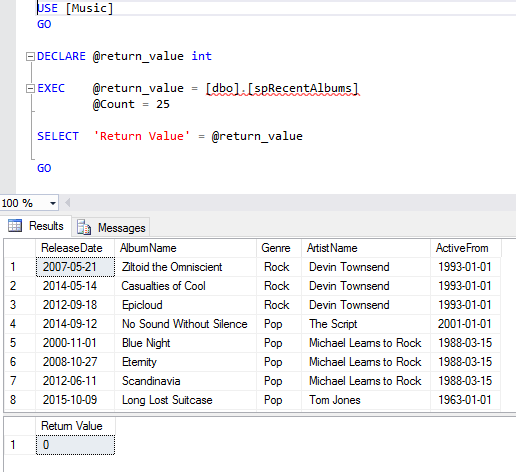 USE [Music]
GO
DECLARE @return_value int
EXEC @return_value = [dbo].[spRecentAlbums]
@Count = 25
SELECT 'Return Value' = @return_value
GO
100 %
Results Messages
ReleaseDate AlbumName Genre ArtistName ActiveFrom
1 2007-05-21 Ziltoid the Omniscient Rock Devin Townsend 1993-01-01
2 2014-05-14 Casualties of Cool Rock Devin Townsend 1993-01-01
3 2012-09-18 Epicloud Rock Devin Townsend 1993-01-01
4 2014-09-12 No Sound Without Silence Pop The Script 2001-01-01
5 2000-11-01 Blue Night Pop Michael Learns to Rock 1988-03-15
6 2008-10-27 Eternity Pop Michael Learns to Rock 1988-03-15
7 2012-06-11 Scandinavia Pop Michael Learns to Rock 1988-03-15
8 2015-10-09 Long Lost Suitcase Pop Tom Jones 1963-01-01
Return Value
1 0